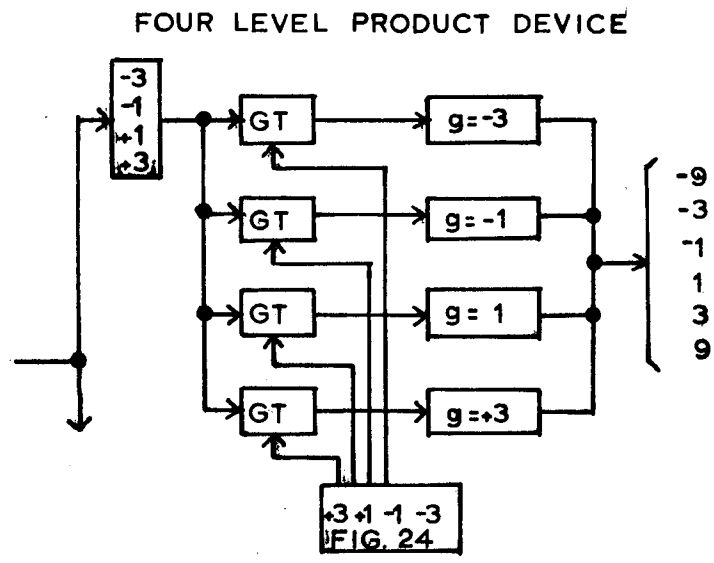 FOUR LEVEL PRODUCT DEVICE
-3
-1
+1
+3
GT
g=-3
GT
g=-1
GT
g= 1
GT
g=+3
-9
-3
-1
1
3
9
+3 +1 -1 -3
FIG. 24